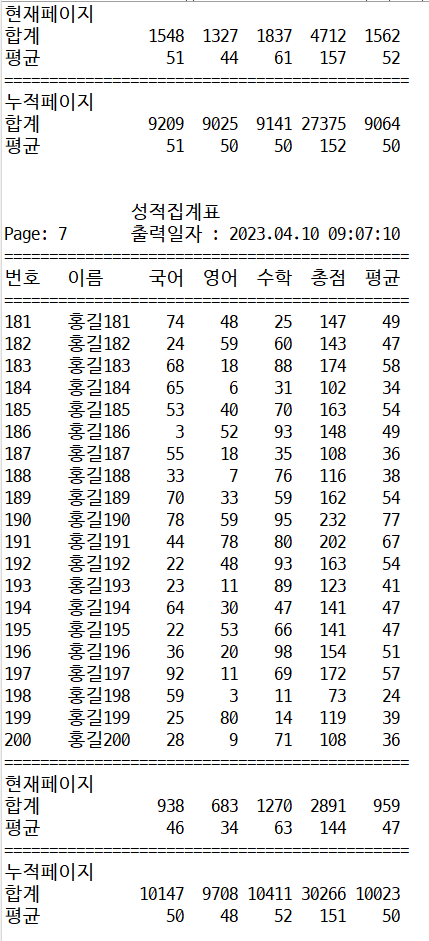 현재페이지
합계 1548 1327 1837 4712 1562
평균 51 44 61 157 52
=============================================
누적페이지
합계 9209 9025 9141 27375 9064
평균 51 50 50 152 50
성적집계표
Page: 7 출력일자 : 2023.04.10 09:07:10
=============================================
번호 이름 국어 영어 수학 총점 평균
=============================================
181 홍길181 74 48 25 147 49
182 홍길182 24 59 60 143 47
183 홍길183 68 18 88 174 58
184 홍길184 65 6 31 102 34
185 홍길185 53 40 70 163 54
186 홍길186 3 52 93 148 49
187 홍길187 55 18 35 108 36
188 홍길188 33 7 76 116 38
189 홍길189 70 33 59 162 54
190 홍길190 78 59 95 232 77
191 홍길191 44 78 80 202 67
192 홍길192 22 48 93 163 54
193 홍길193 23 11 89 123 41
194 홍길194 64 30 47 141 47
195 홍길195 22 53 66 141 47
196 홍길196 36 20 98 154 51
197 홍길197 92 11 69 172 57
198 홍길198 59 3 11 73 24
199 홍길199 25 80 14 119 39
200 홍길200 28 9 71 108 36
=============================================
현재페이지
합계 938 683 1270 2891 959
평균 46 34 63 144 47
=============================================
누적페이지
합계 10147 9708 10411 30266 10023
평균 50 48 52 151 50